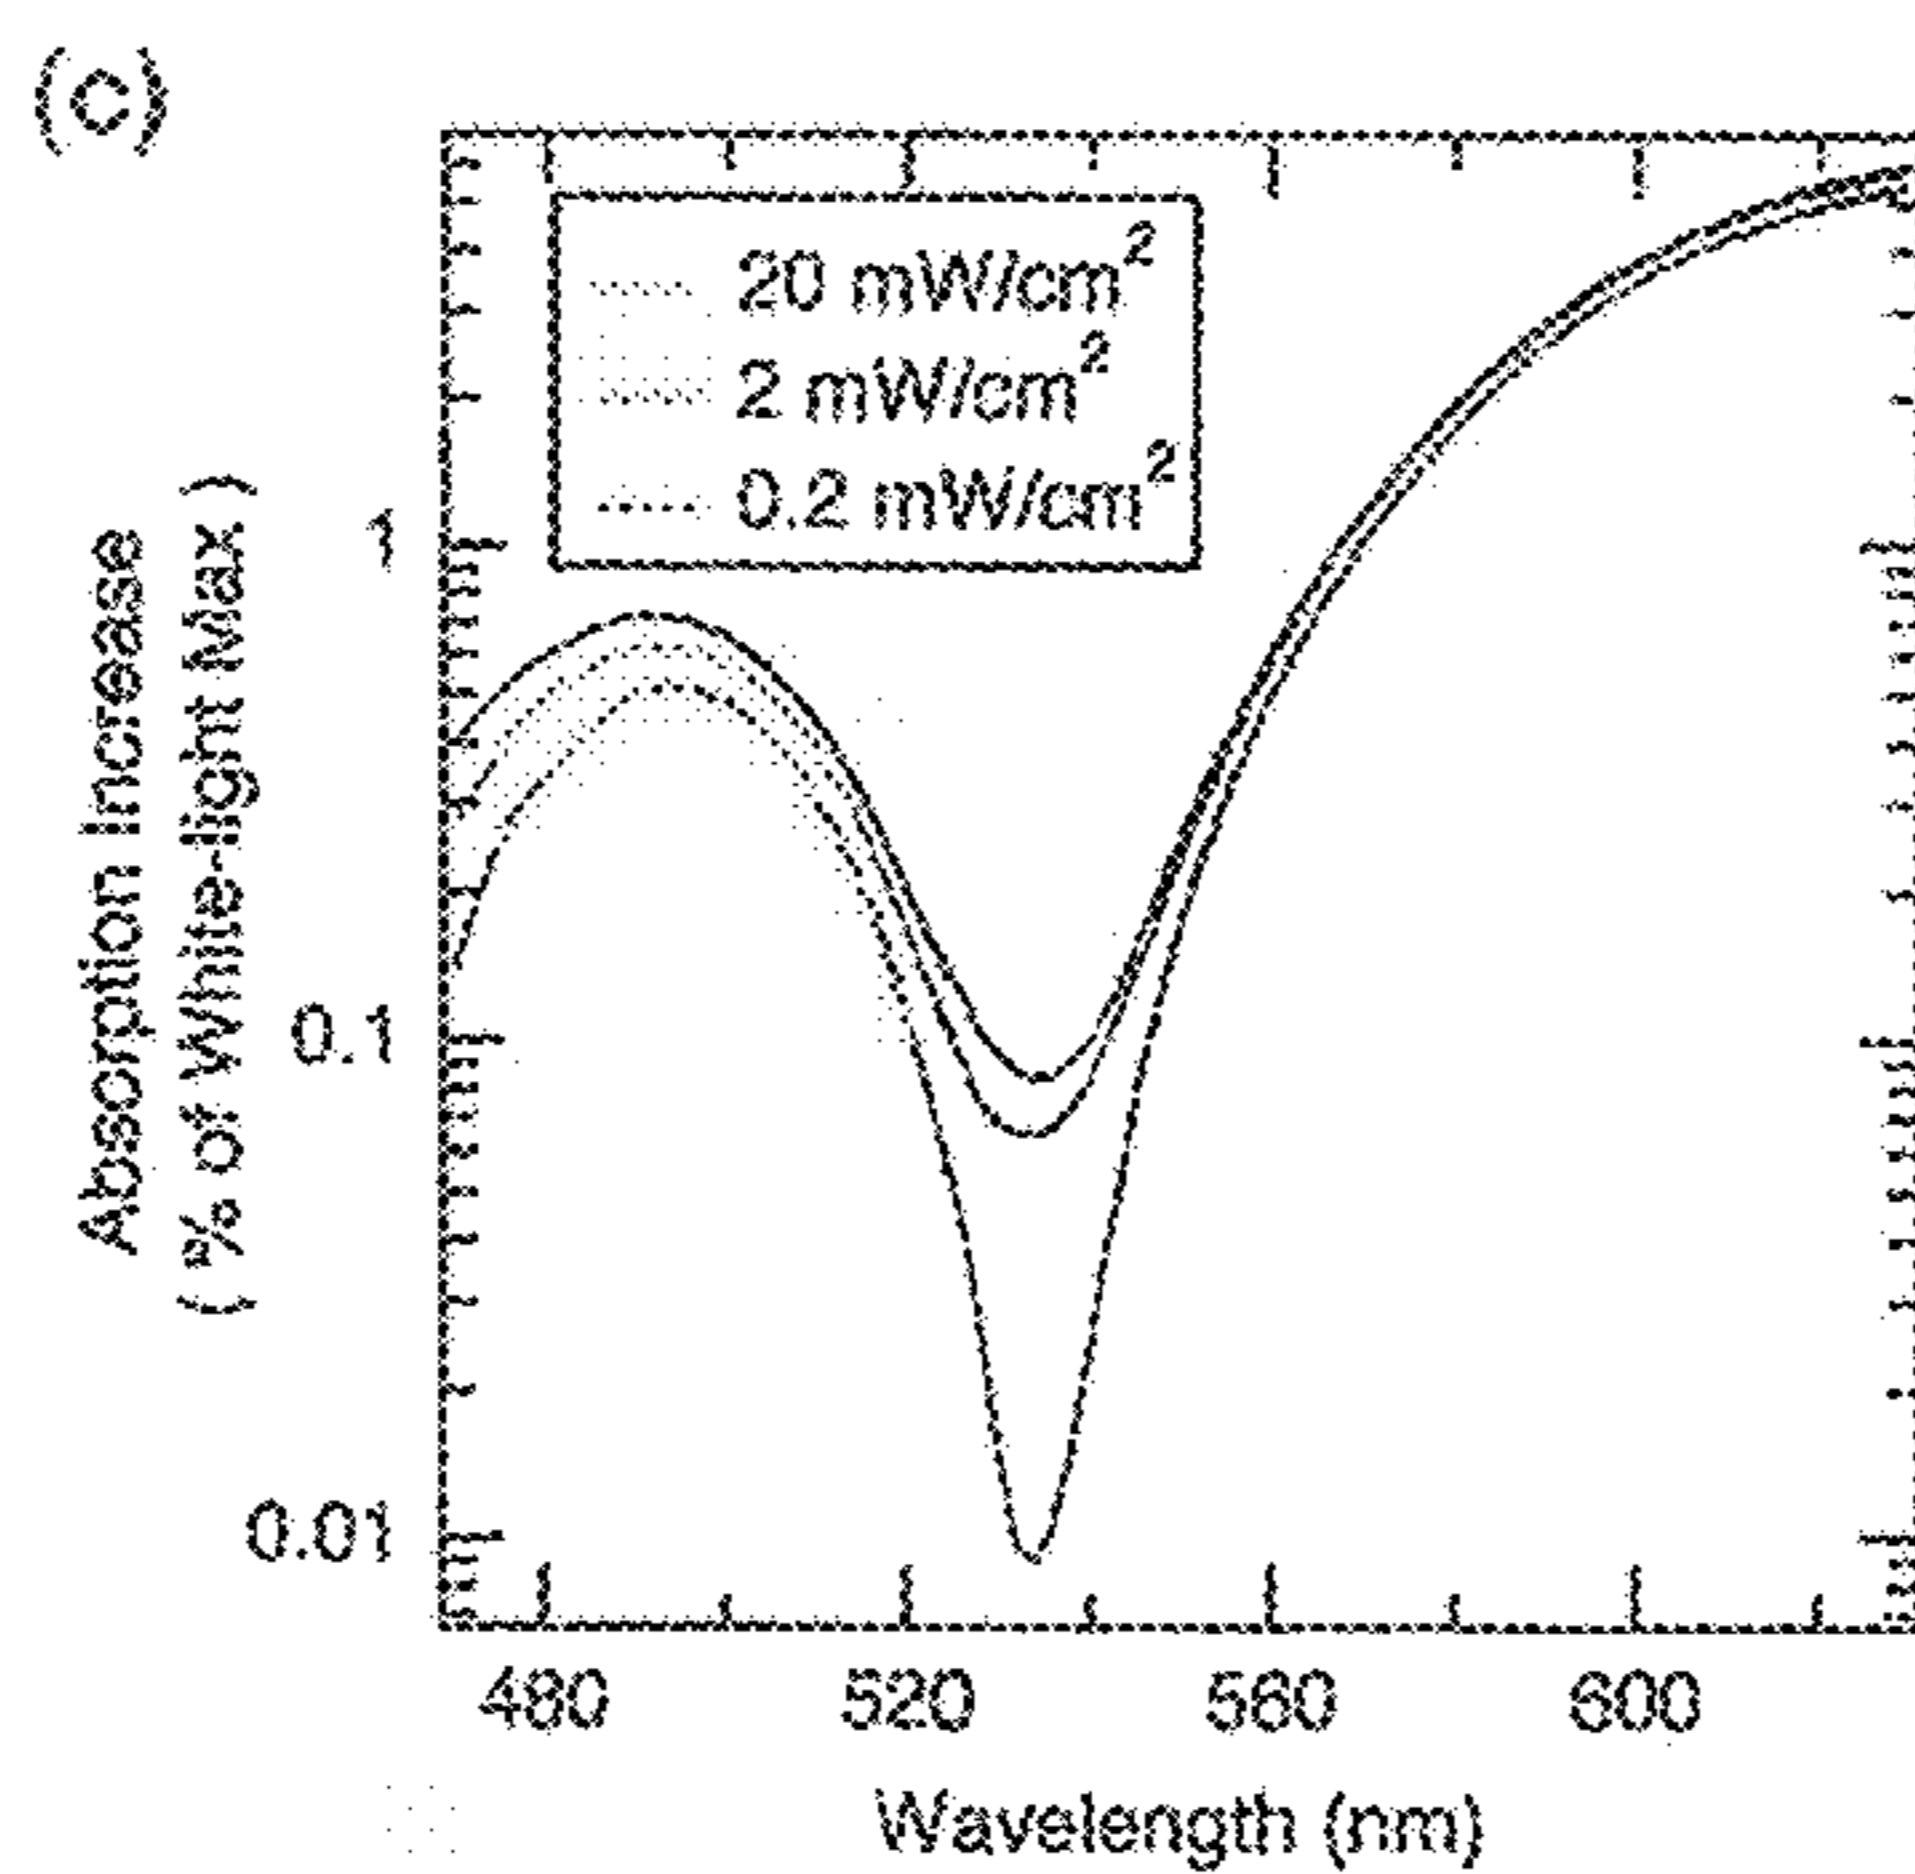 (c)
20 mW/cm²
2 mW/cm²
0.2 mW/cm²
Absorption Increase
( % of White-light Max )
1
0.1
0.01
480 520 560 600
Wavelength (nm)